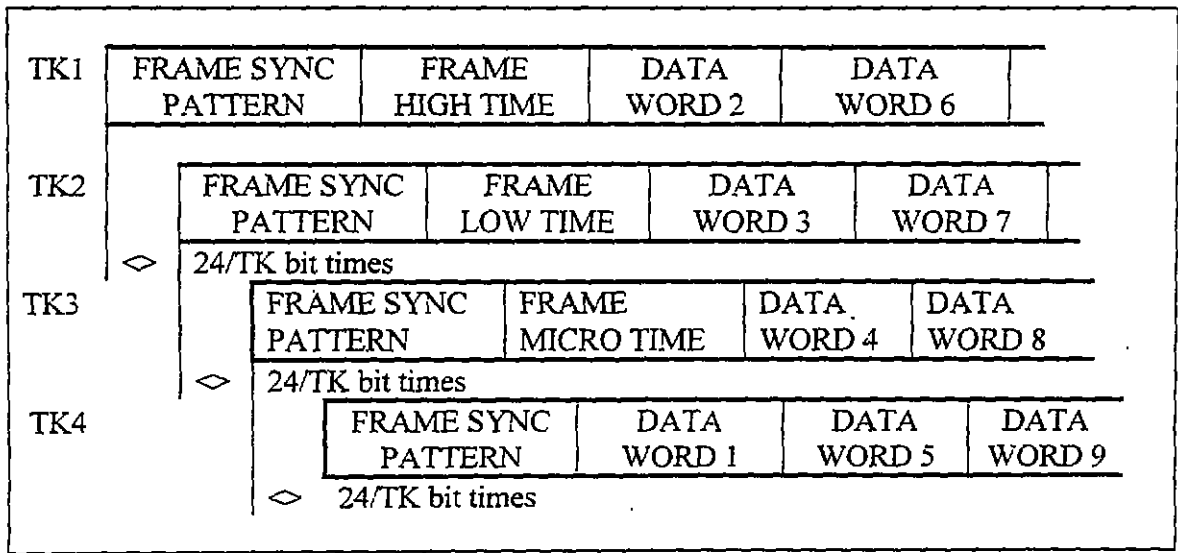 TK1 FRAME SYNC FRAME DATA DATA
PATTERN HIGH TIME WORD 2 WORD 6
TK2 FRAME SYNC FRAME DATA DATA
PATTERN LOW TIME WORD 3 WORD 7
<> 24/TK bit times
TK3 FRAME SYNC FRAME DATA DATA
PATTERN MICRO TIME WORD 4 WORD 8
<> 24/TK bit times
TK4 FRAME SYNC DATA DATA DATA
PATTERN WORD 1 WORD 5 WORD 9
<> 24/TK bit times